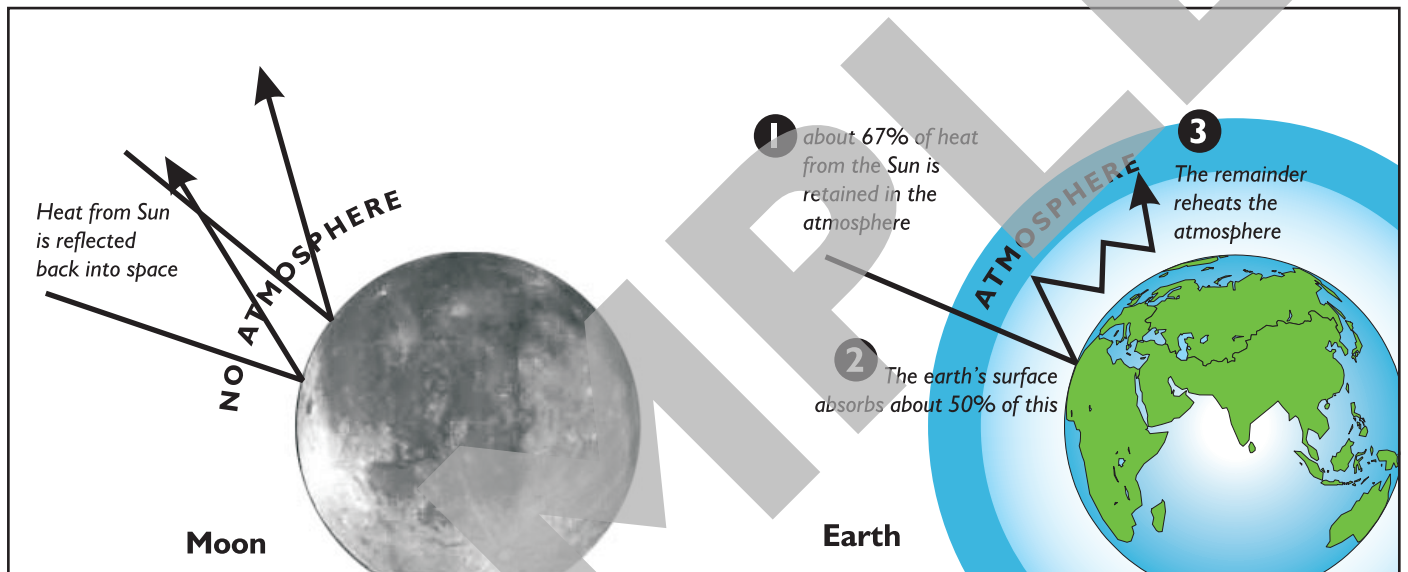 Heat from Sun
is reflected
back into space
NO ATMOSPHERE
Moon
1
about 67% of heat
from the Sun is
retained in the
atmosphere
2
The earth's surface
absorbs about 50% of this
ATMOSPHERE
3
The remainder
reheats the
atmosphere
Earth
MPLE